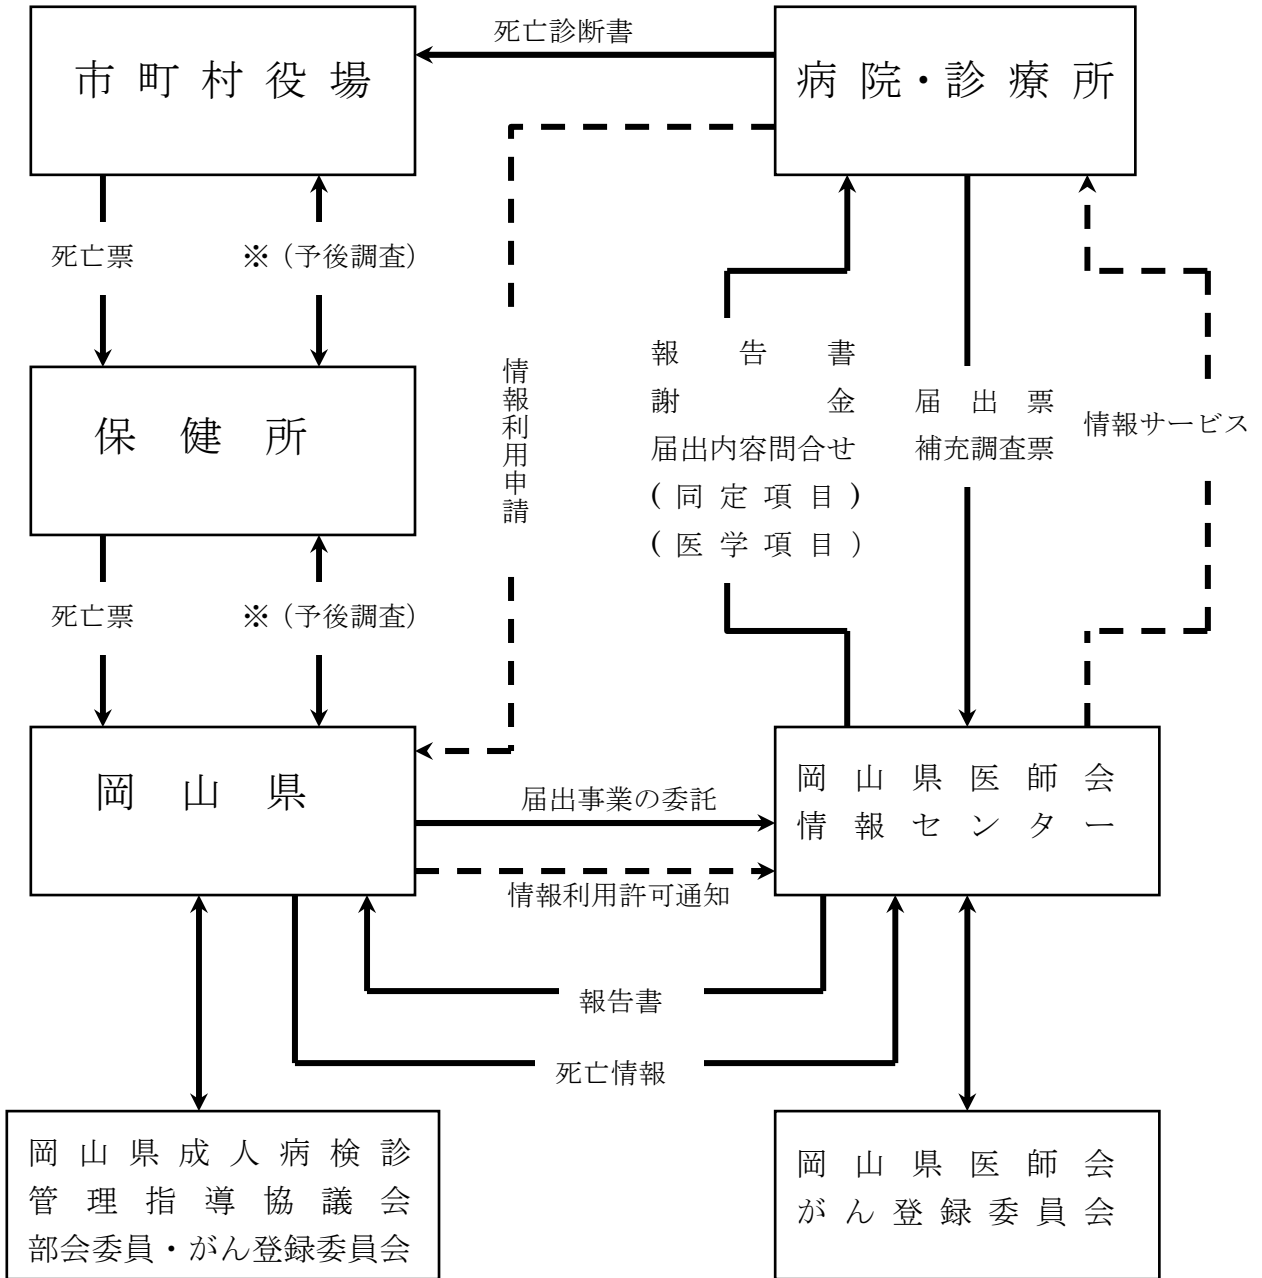 死亡診断書
市町村役場
病院・診療所
死亡票
※(予後調査)
保健所
情報利用申請
報告書
謝金
届出内容問合せ
(同定項目)
(医学項目)
届出票
補充調査票
情報サービス
死亡票
※(予後調査)
岡山県
届出事業の委託
情報利用許可通知
岡山県医師会
情報センター
報告書
死亡情報
岡山県成人病検診
管理指導協議会
部会委員・がん登録委員会
岡山県医師会
がん登録委員会